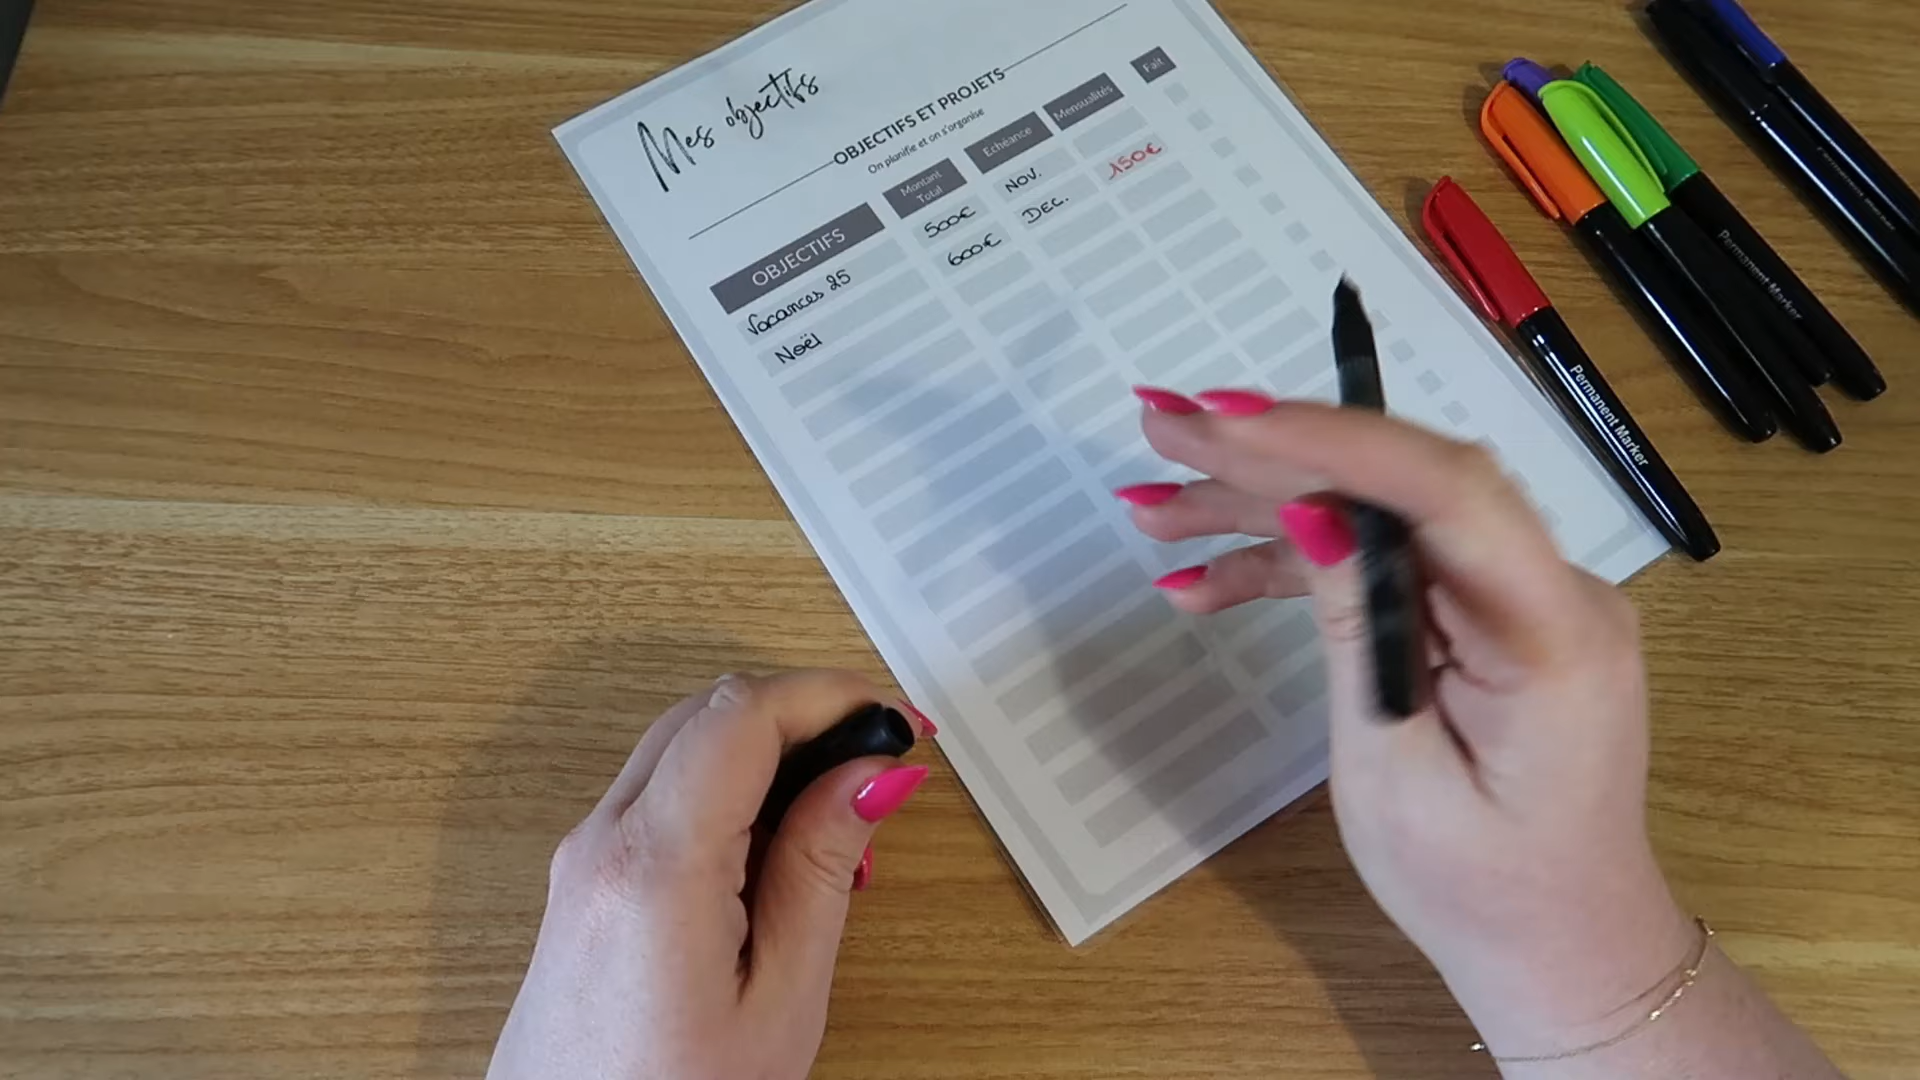 Mes objectifs
OBJECTIFS ET PROJETS
On planifie et on s'organise
OBJECTIFS Montant Total Echéance Mensualités Fait
Vacances 25 500€ NOV.
Noël 600€ DEC. 150€
Permanent Marker
Permanent Marker